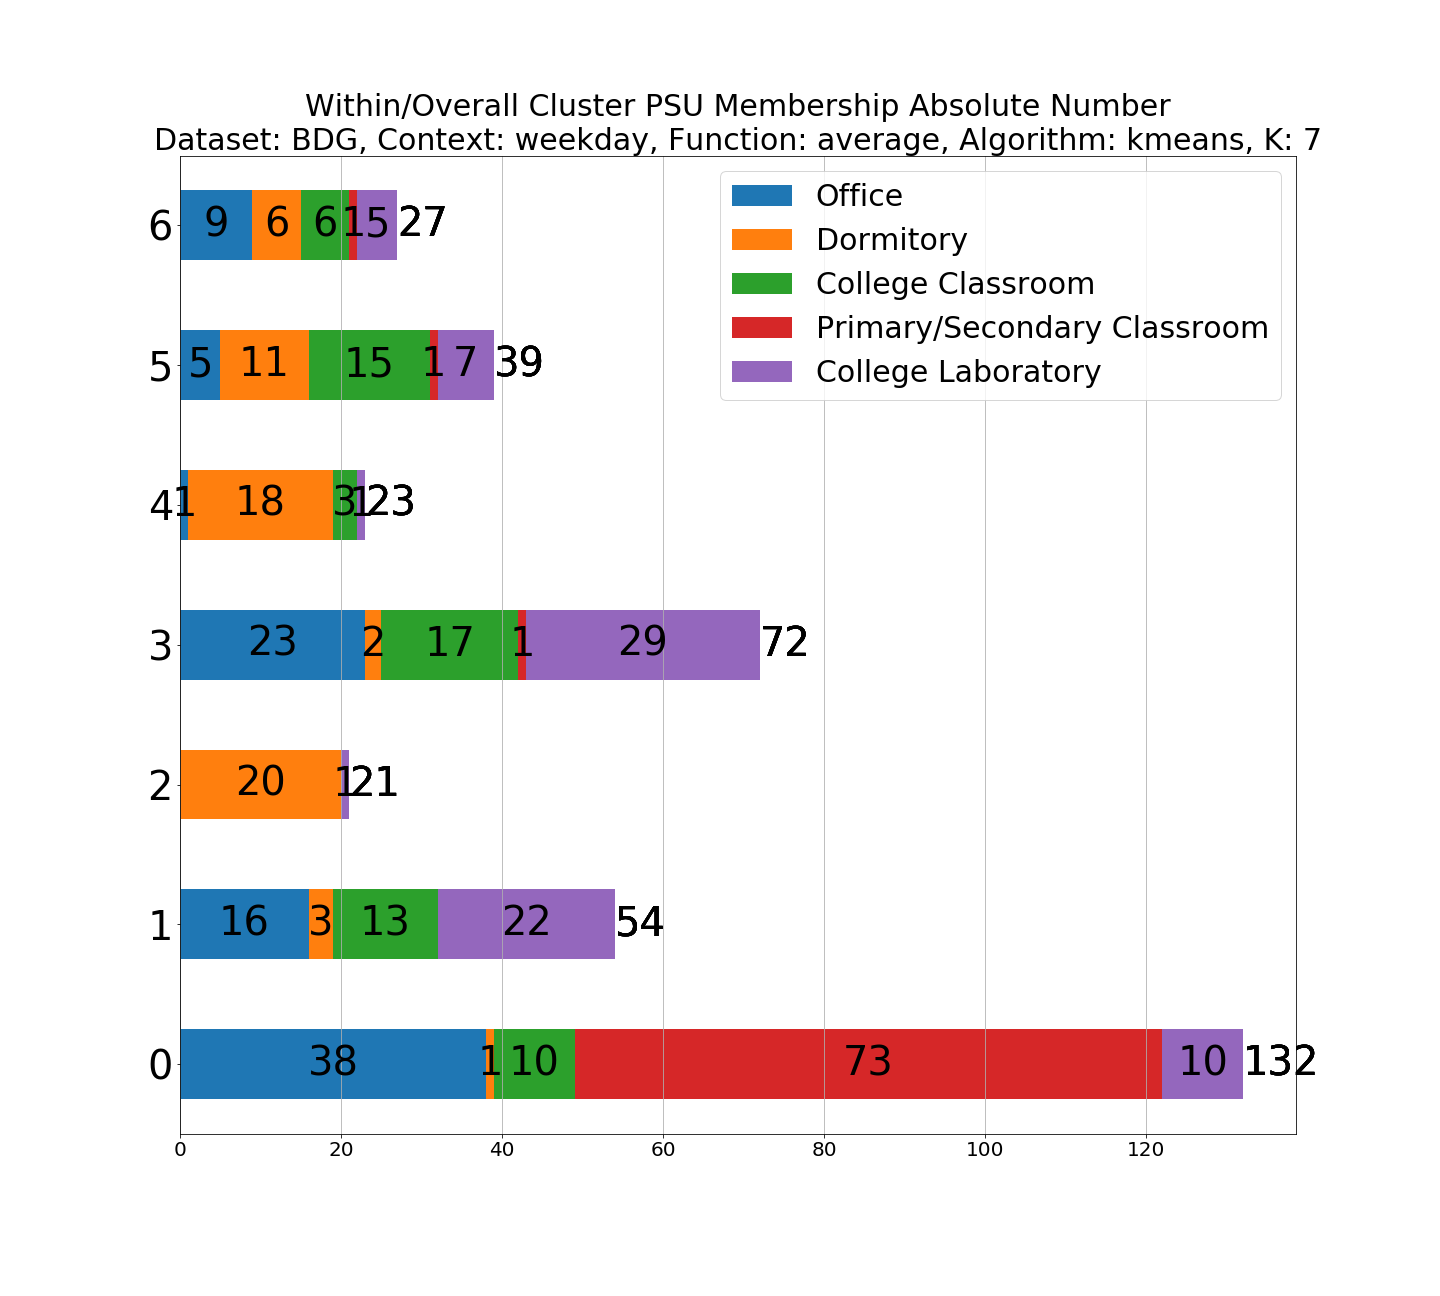 Within/Overall Cluster PSU Membership Absolute Number
Dataset: BDG, Context: weekday, Function: average, Algorithm: kmeans, K: 7
Office
Dormitory
College Classroom
Primary/Secondary Classroom
College Laboratory
6 9 6 6 1 5 27
5 5 11 15 1 7 39
4 1 18 3 1 23
3 23 2 17 1 29 72
2 20 1 21
1 16 3 13 22 54
0 38 1 10 73 10 132
0 20 40 60 80 100 120